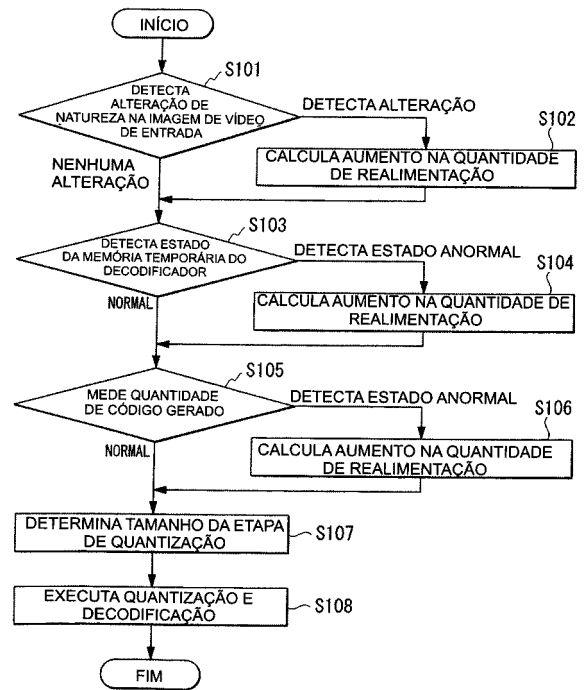 INÍCIO
S101
DETECTA
ALTERAÇÃO DE
NATUREZA NA IMAGEM DE VÍDEO
DE ENTRADA
DETECTA ALTERAÇÃO
S102
NENHUMA
ALTERAÇÃO
CALCULA AUMENTO NA QUANTIDADE
DE REALIMENTAÇÃO
S103
DETECTA ESTADO
DA MEMÓRIA TEMPORÁRIA DO
DECODIFICADOR
DETECTA ESTADO ANORMAL
S104
NORMAL
CALCULA AUMENTO NA QUANTIDADE DE
REALIMENTAÇÃO
S105
MEDE QUANTIDADE
DE CÓDIGO GERADO
DETECTA ESTADO ANORMAL
S106
NORMAL
CALCULA AUMENTO NA QUANTIDADE
DE REALIMENTAÇÃO
DETERMINA TAMANHO DA ETAPA
DE QUANTIZAÇÃO
S107
EXECUTA QUANTIZAÇÃO E
DECODIFICAÇÃO
S108
FIM